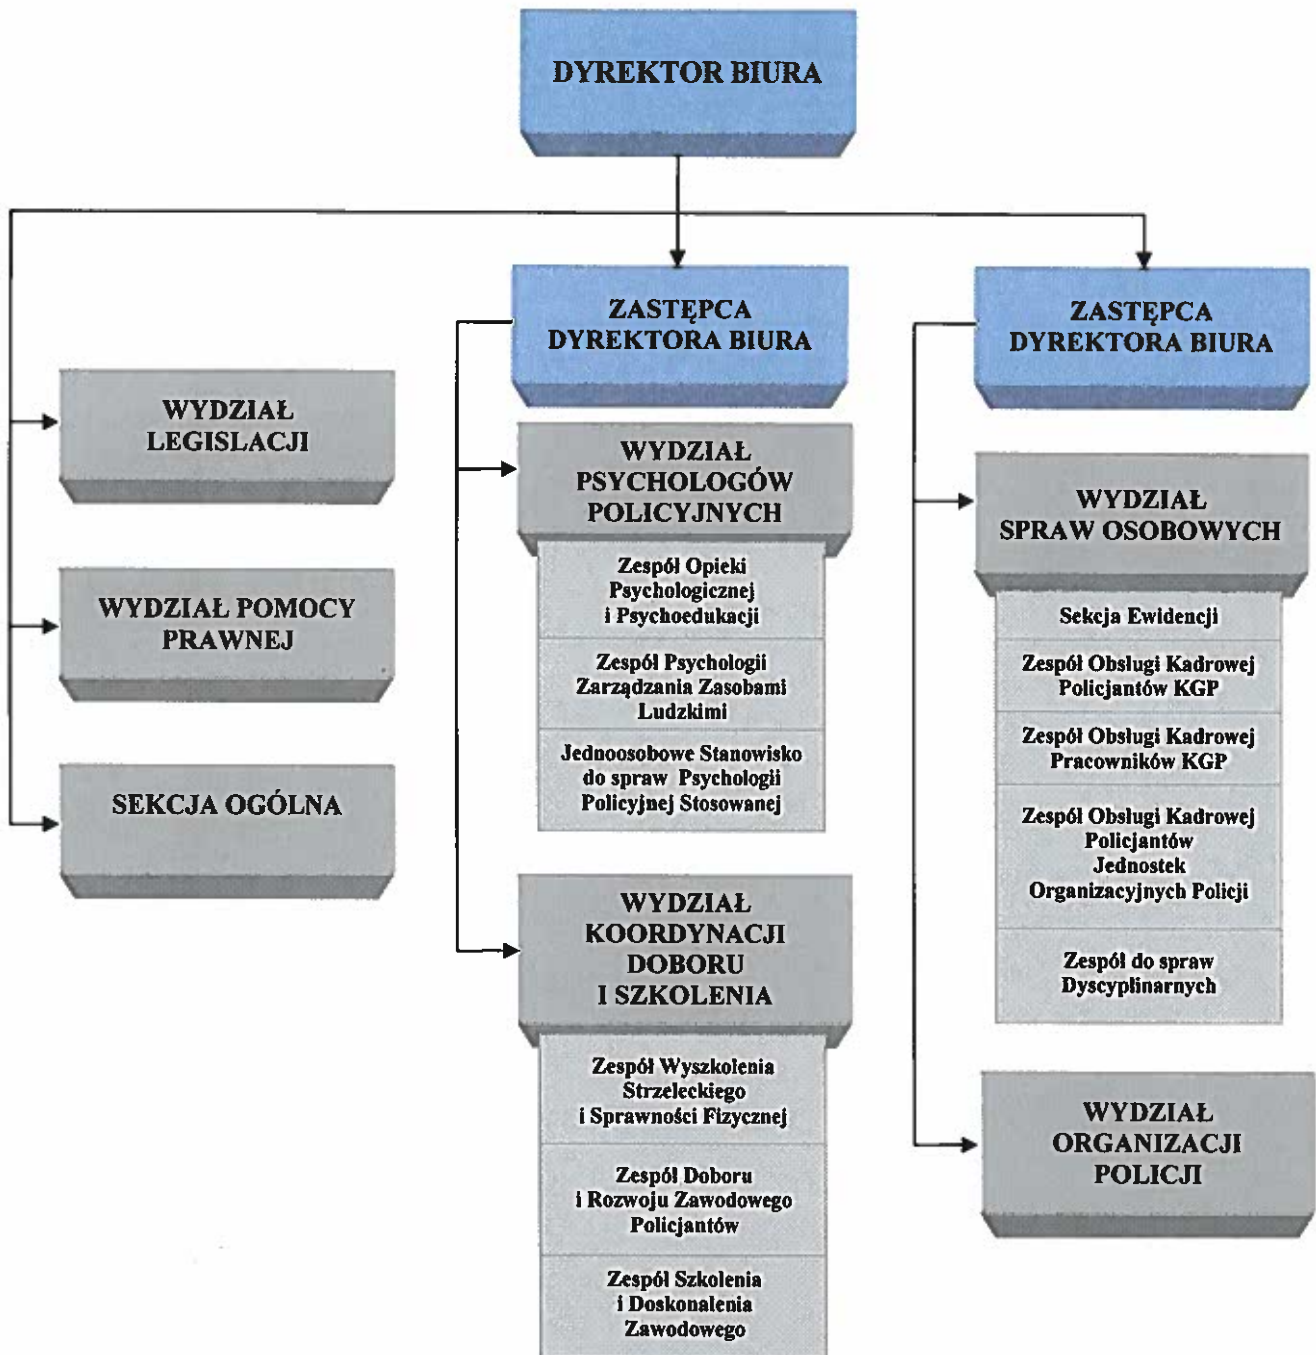 DYREKTOR BIURA
ZASTĘPCA
DYREKTORA BIURA
ZASTĘPCA
DYREKTORA BIURA
WYDZIAŁ
LEGISLACJI
WYDZIAŁ POMOCY
PRAWNEJ
SEKCJA OGÓLNA
WYDZIAŁ
PSYCHOLOGÓW
POLICYJNYCH
Zespół Opieki
Psychologicznej
i Psychoedukacji
Zespół Psychologii
Zarządzania Zasobami
Ludzkimi
Jednoosobowe Stanowisko
do spraw Psychologii
Policyjnej Stosowanej
WYDZIAŁ
KOORDYNACJI
DOBORU
I SZKOLENIA
Zespół Wyszkolenia
Strzeleckiego
i Sprawności Fizycznej
Zespół Doboru
i Rozwoju Zawodowego
Policjantów
Zespół Szkolenia
i Doskonalenia
Zawodowego
WYDZIAŁ
SPRAW OSOBOWYCH
Sekcja Ewidencji
Zespół Obsługi Kadrowej
Policjantów KGP
Zespół Obsługi Kadrowej
Pracowników KGP
Zespół Obsługi Kadrowej
Policjantów
Jednostek
Organizacyjnych Policji
Zespół do spraw
Dyscyplinarnych
WYDZIAŁ
ORGANIZACJI
POLICJI